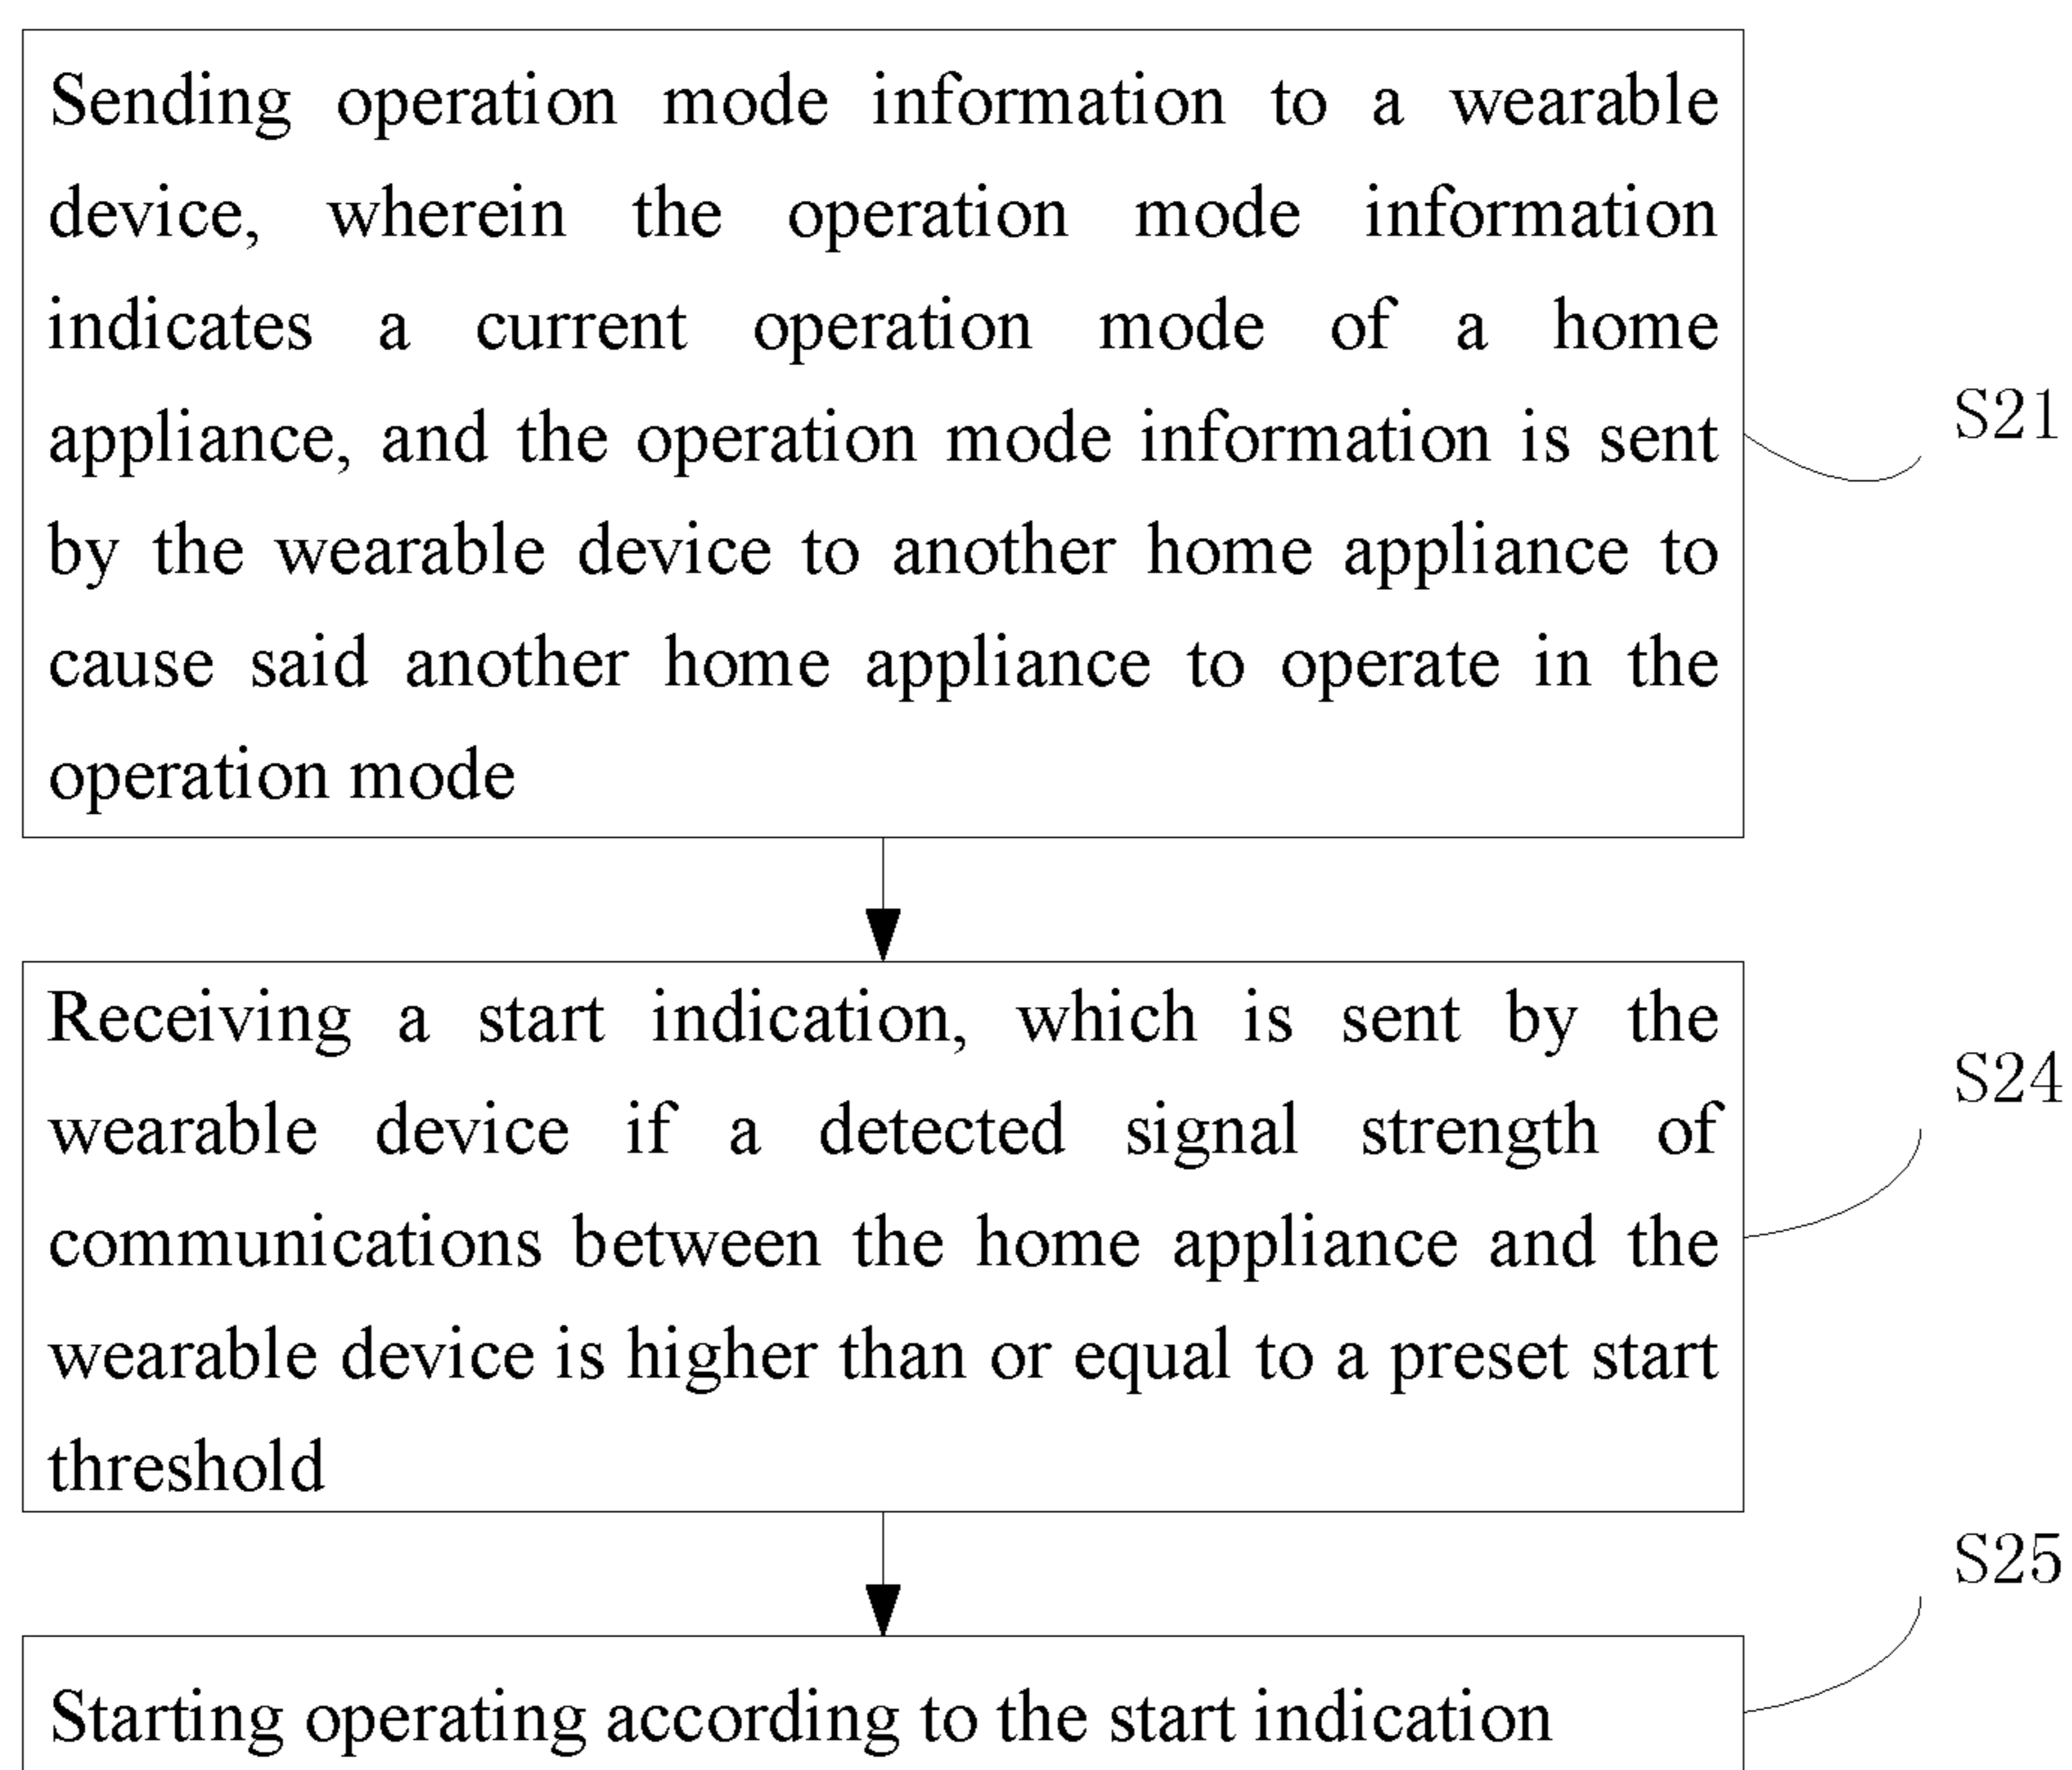 Sending operation mode information to a wearable
device, wherein the operation mode information
indicates a current operation mode of a home
appliance, and the operation mode information is sent
by the wearable device to another home appliance to
cause said another home appliance to operate in the
operation mode
S21
Receiving a start indication, which is sent by the
wearable device if a detected signal strength of
communications between the home appliance and the
wearable device is higher than or equal to a preset start
threshold
S24
Starting operating according to the start indication
S25